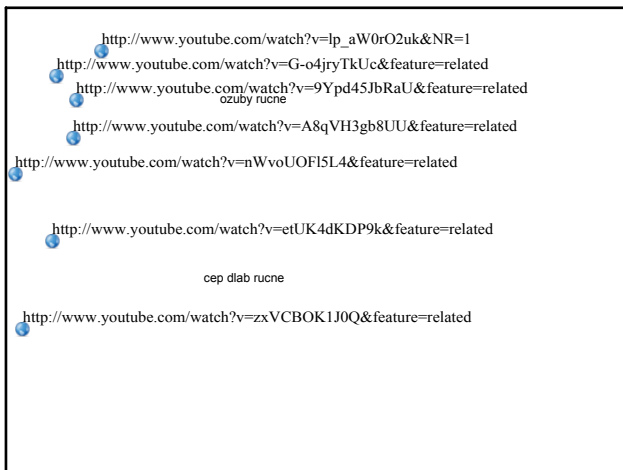 http://www.youtube.com/watch?v=lp_aW0rO2uk&NR=1
http://www.youtube.com/watch?v=G-o4jryTkUc&feature=related
http://www.youtube.com/watch?v=9Ypd45JbRaU&feature=related
ozuby rucne
http://www.youtube.com/watch?v=A8qVH3gb8UU&feature=related
http://www.youtube.com/watch?v=nWvoUOFl5L4&feature=related
http://www.youtube.com/watch?v=etUK4dKDP9k&feature=related
cep dlab rucne
http://www.youtube.com/watch?v=zxVCBOK1J0Q&feature=related